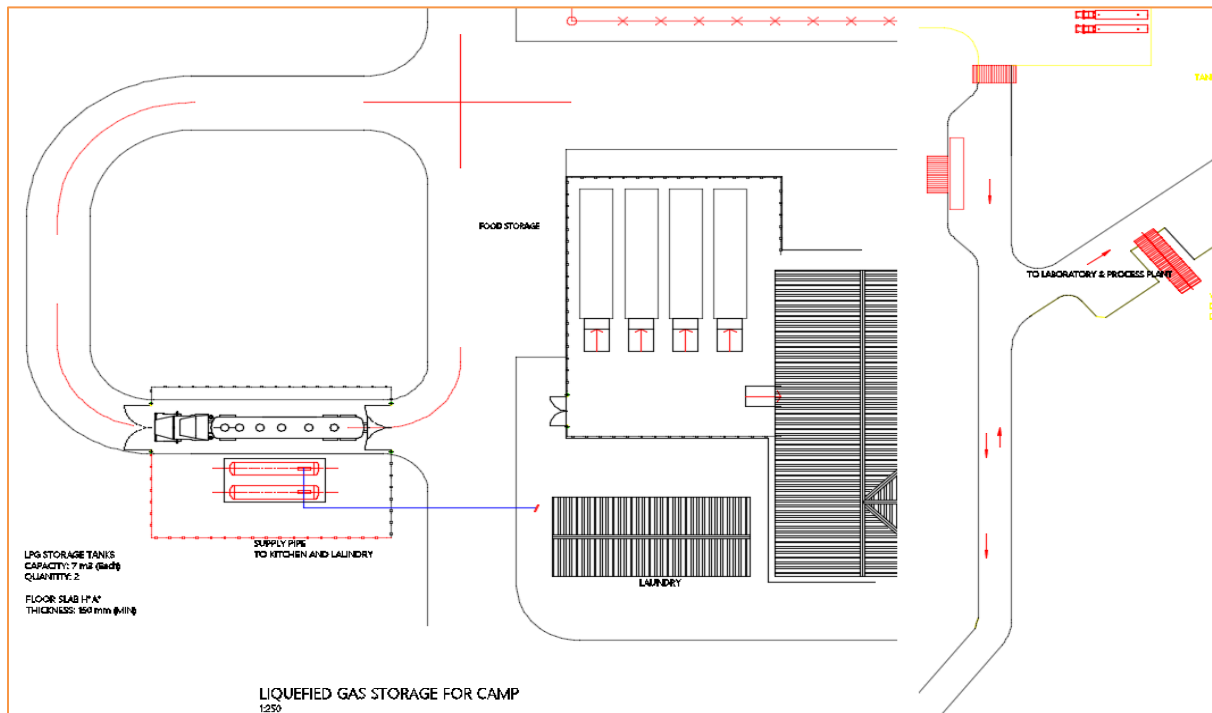 FOOD STORAGE
TO LABORATORY & PROCESS PLANT
SUPPLY PIPE
TO KITCHEN AND LAUNDRY
LPG STORAGE TANKS
CAPACITY: 7 m3 (Each)
QUANTITY: 2
FLOOR SLAB H°A°
THICKNESS: 150 mm (MIN)
LAUNDRY
LIQUEFIED GAS STORAGE FOR CAMP
1:250